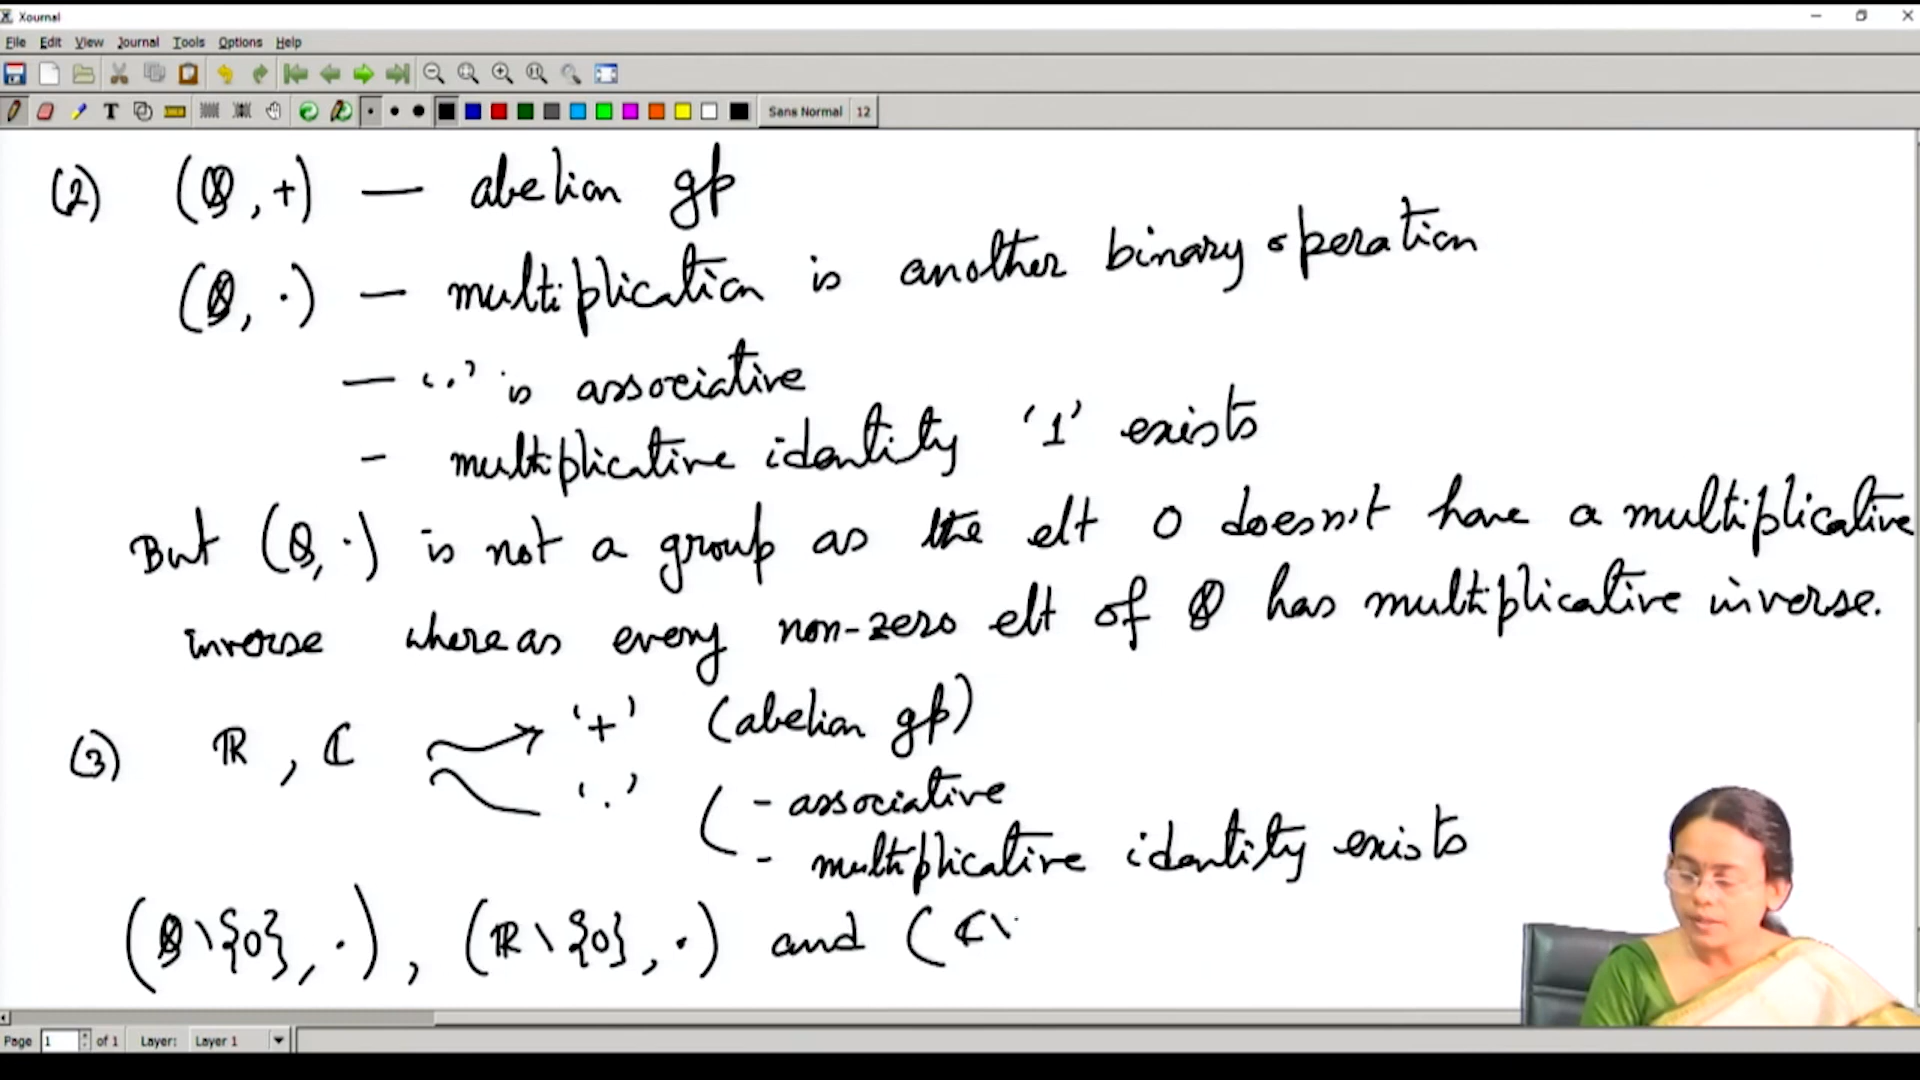 Xournal
File Edit View Journal Tools Options Help
Sans Normal 12
(2) (ℚ, +) — abelian gp
(ℚ, ·) — multiplication is another binary operation
— '·' is associative
- multiplicative identity '1' exists
But (ℚ, ·) is not a group as the elt 0 doesn't have a multiplicative
inverse whereas every non-zero elt of ℚ has multiplicative inverse.
(3) ℝ, ℂ '+' (abelian gp)
'·' ( - associative
- multiplicative identity exists
(ℚ\{0}, ·), (ℝ\{0}, ·) and (ℂ\
Page 1 of 1 Layer: Layer 1